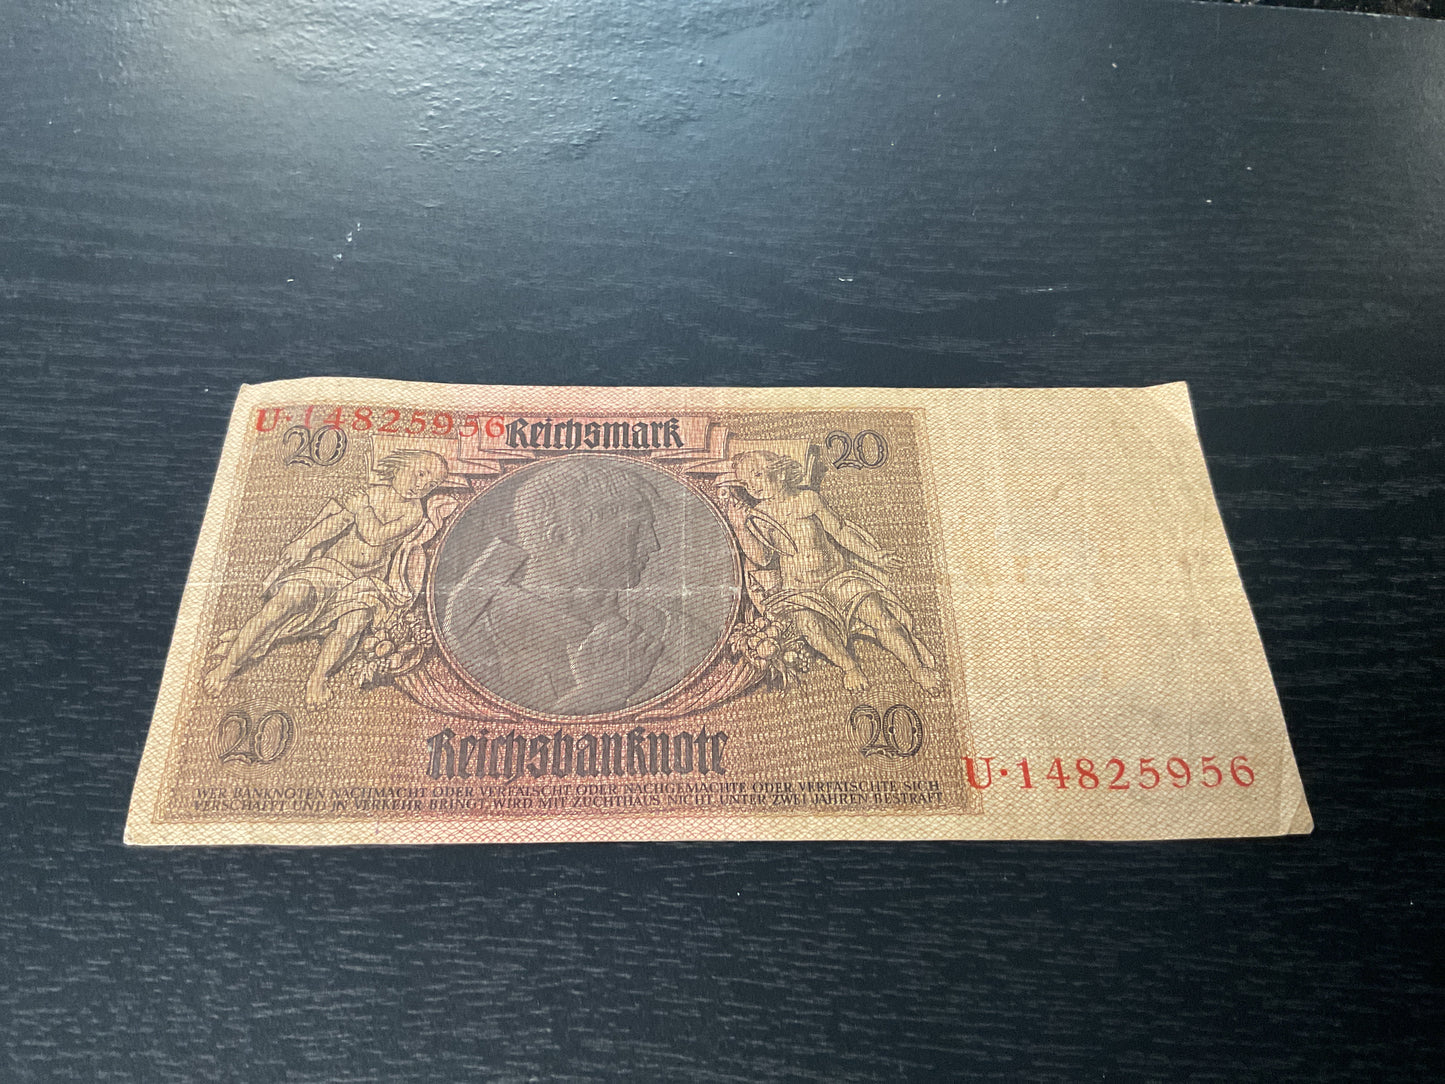 U·14825956
20 Reichsmark 20
20 Reichsbanknote 20
WER BANKNOTEN NACHMACHT ODER VERFÄLSCHT ODER NACHGEMACHTE ODER VERFÄLSCHTE SICH
VERSCHAFFT UND IN VERKEHR BRINGT, WIRD MIT ZUCHTHAUS NICHT UNTER ZWEI JAHREN BESTRAFT
U·14825956